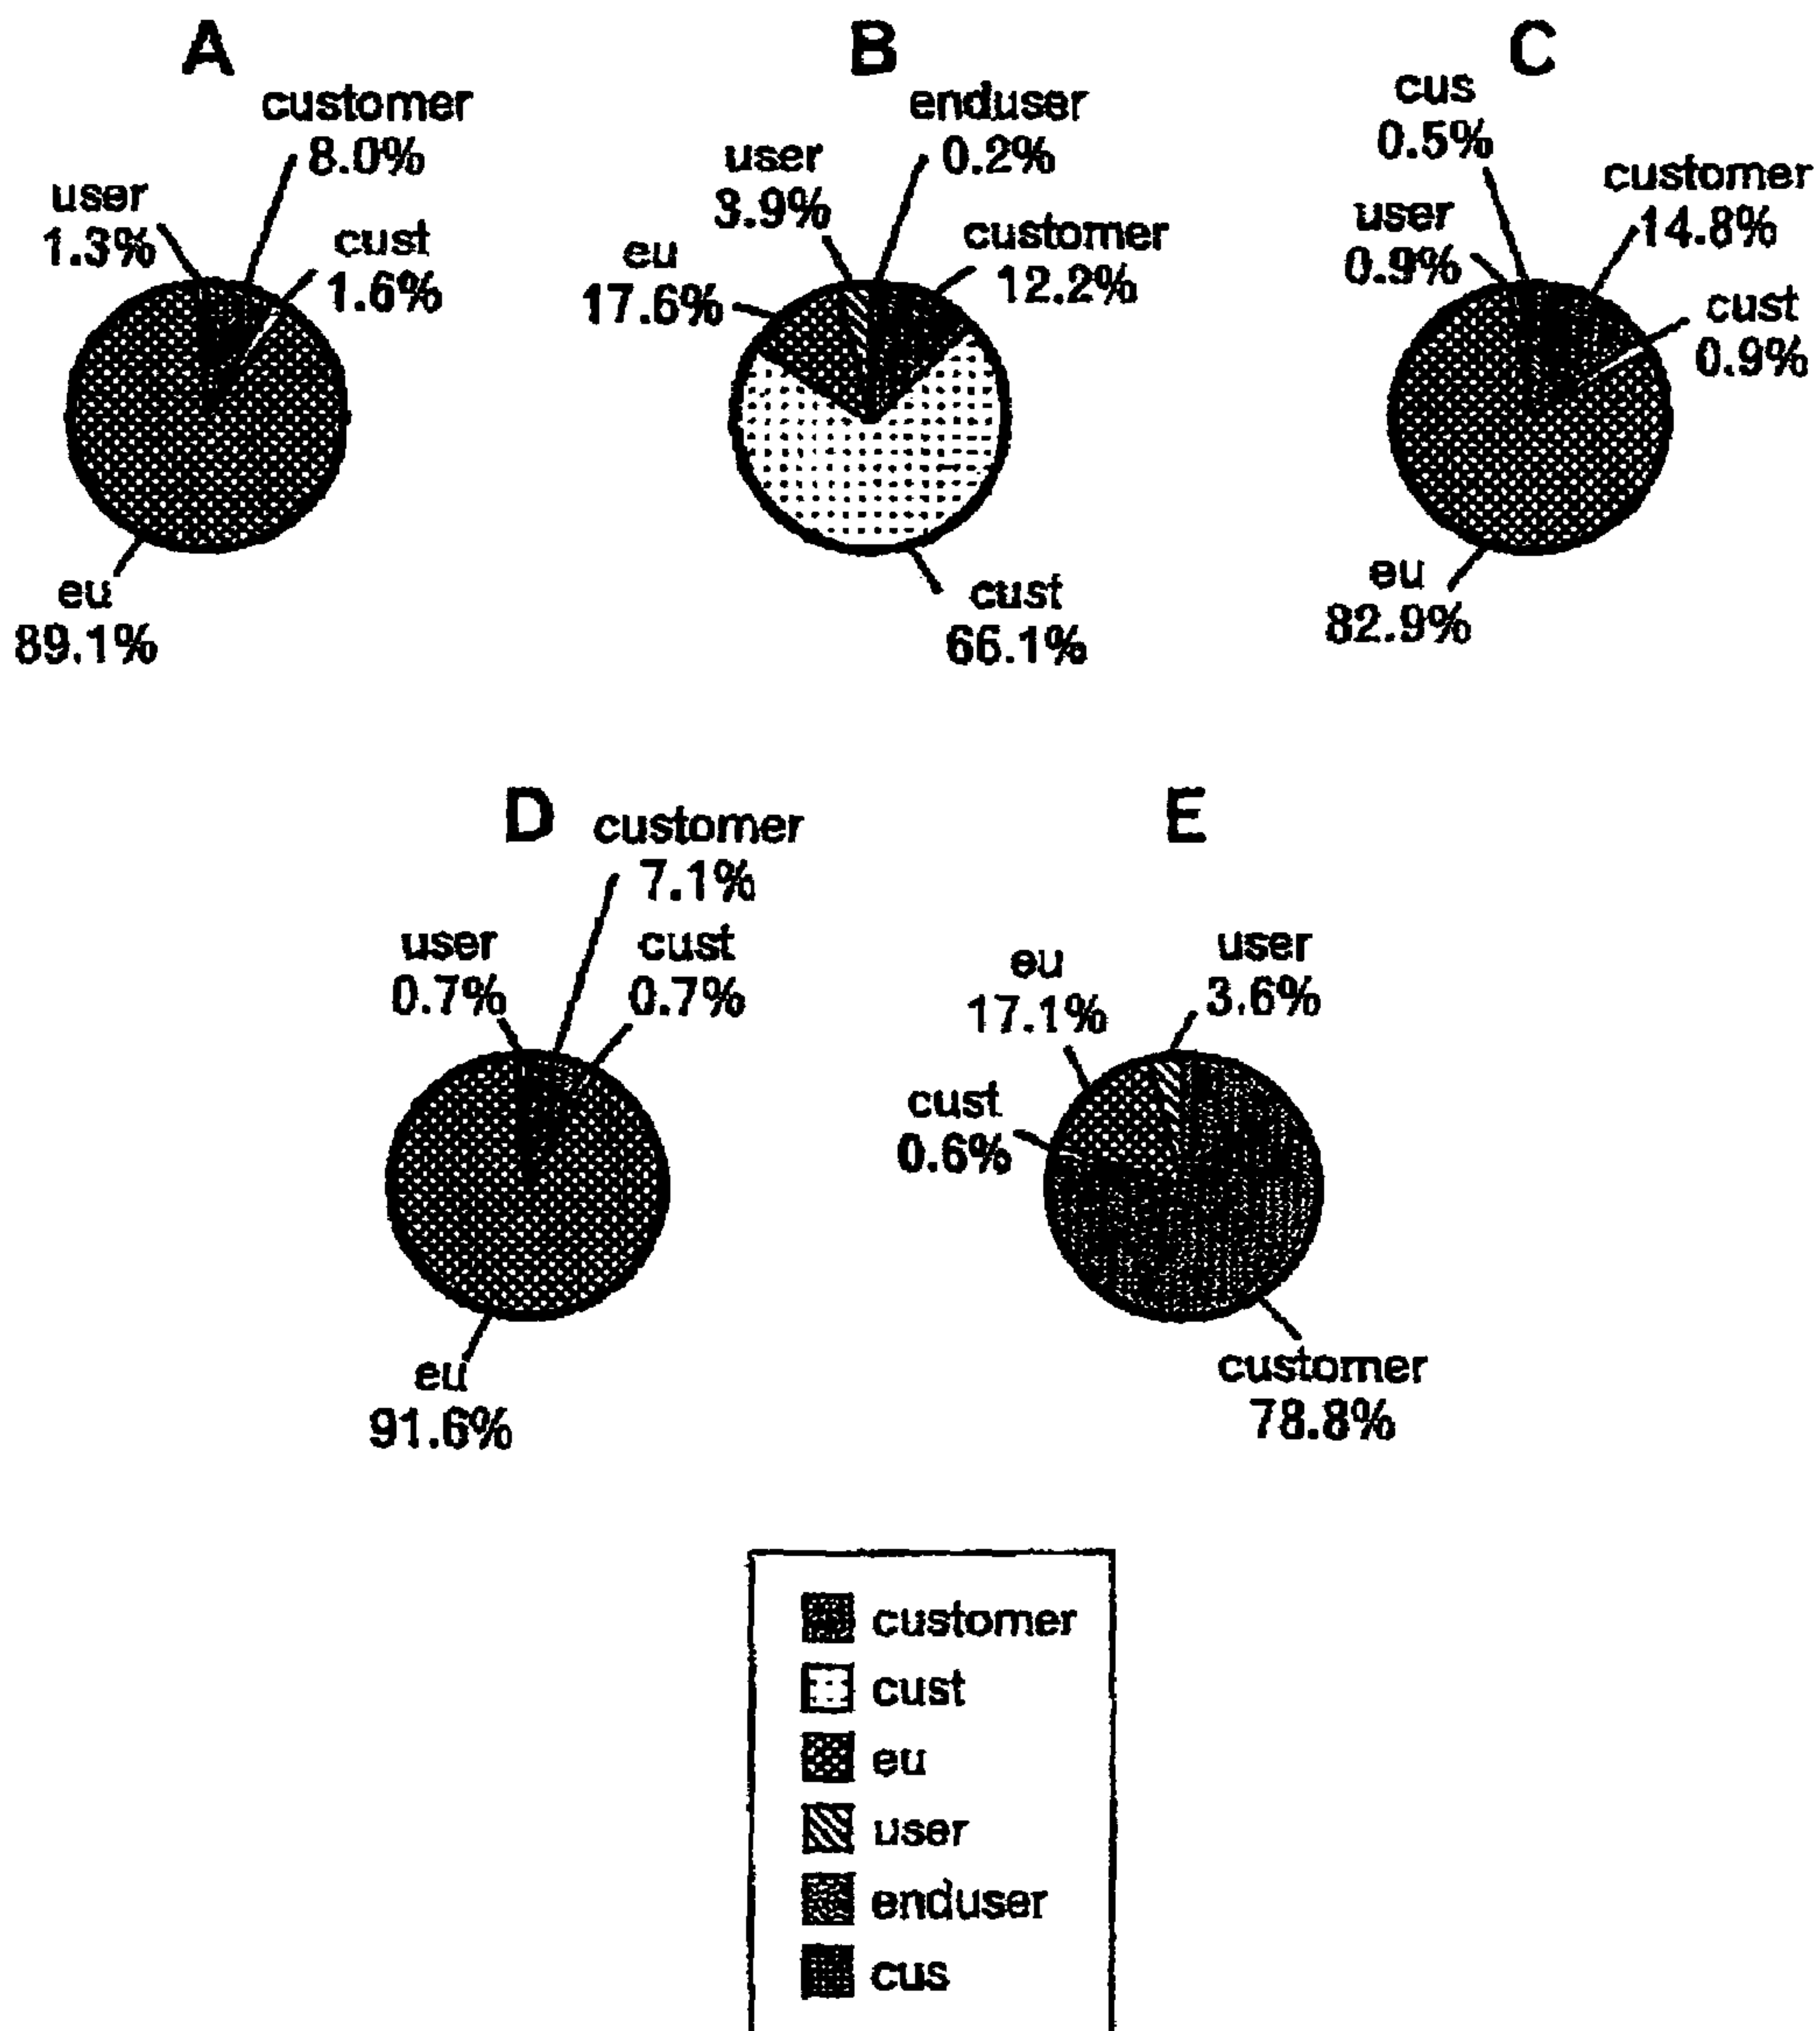 A
customer
8.0%
user
1.3%
cust
1.6%
eu
89.1%
B
enduser
0.2%
user
3.9%
customer
12.2%
eu
17.6%
cust
66.1%
C
cus
0.5%
customer
14.8%
user
0.9%
cust
0.9%
eu
82.9%
D
customer
7.1%
user
0.7%
cust
0.7%
eu
91.6%
E
user
3.6%
eu
17.1%
cust
0.6%
customer
78.8%
customer
cust
eu
user
enduser
cus